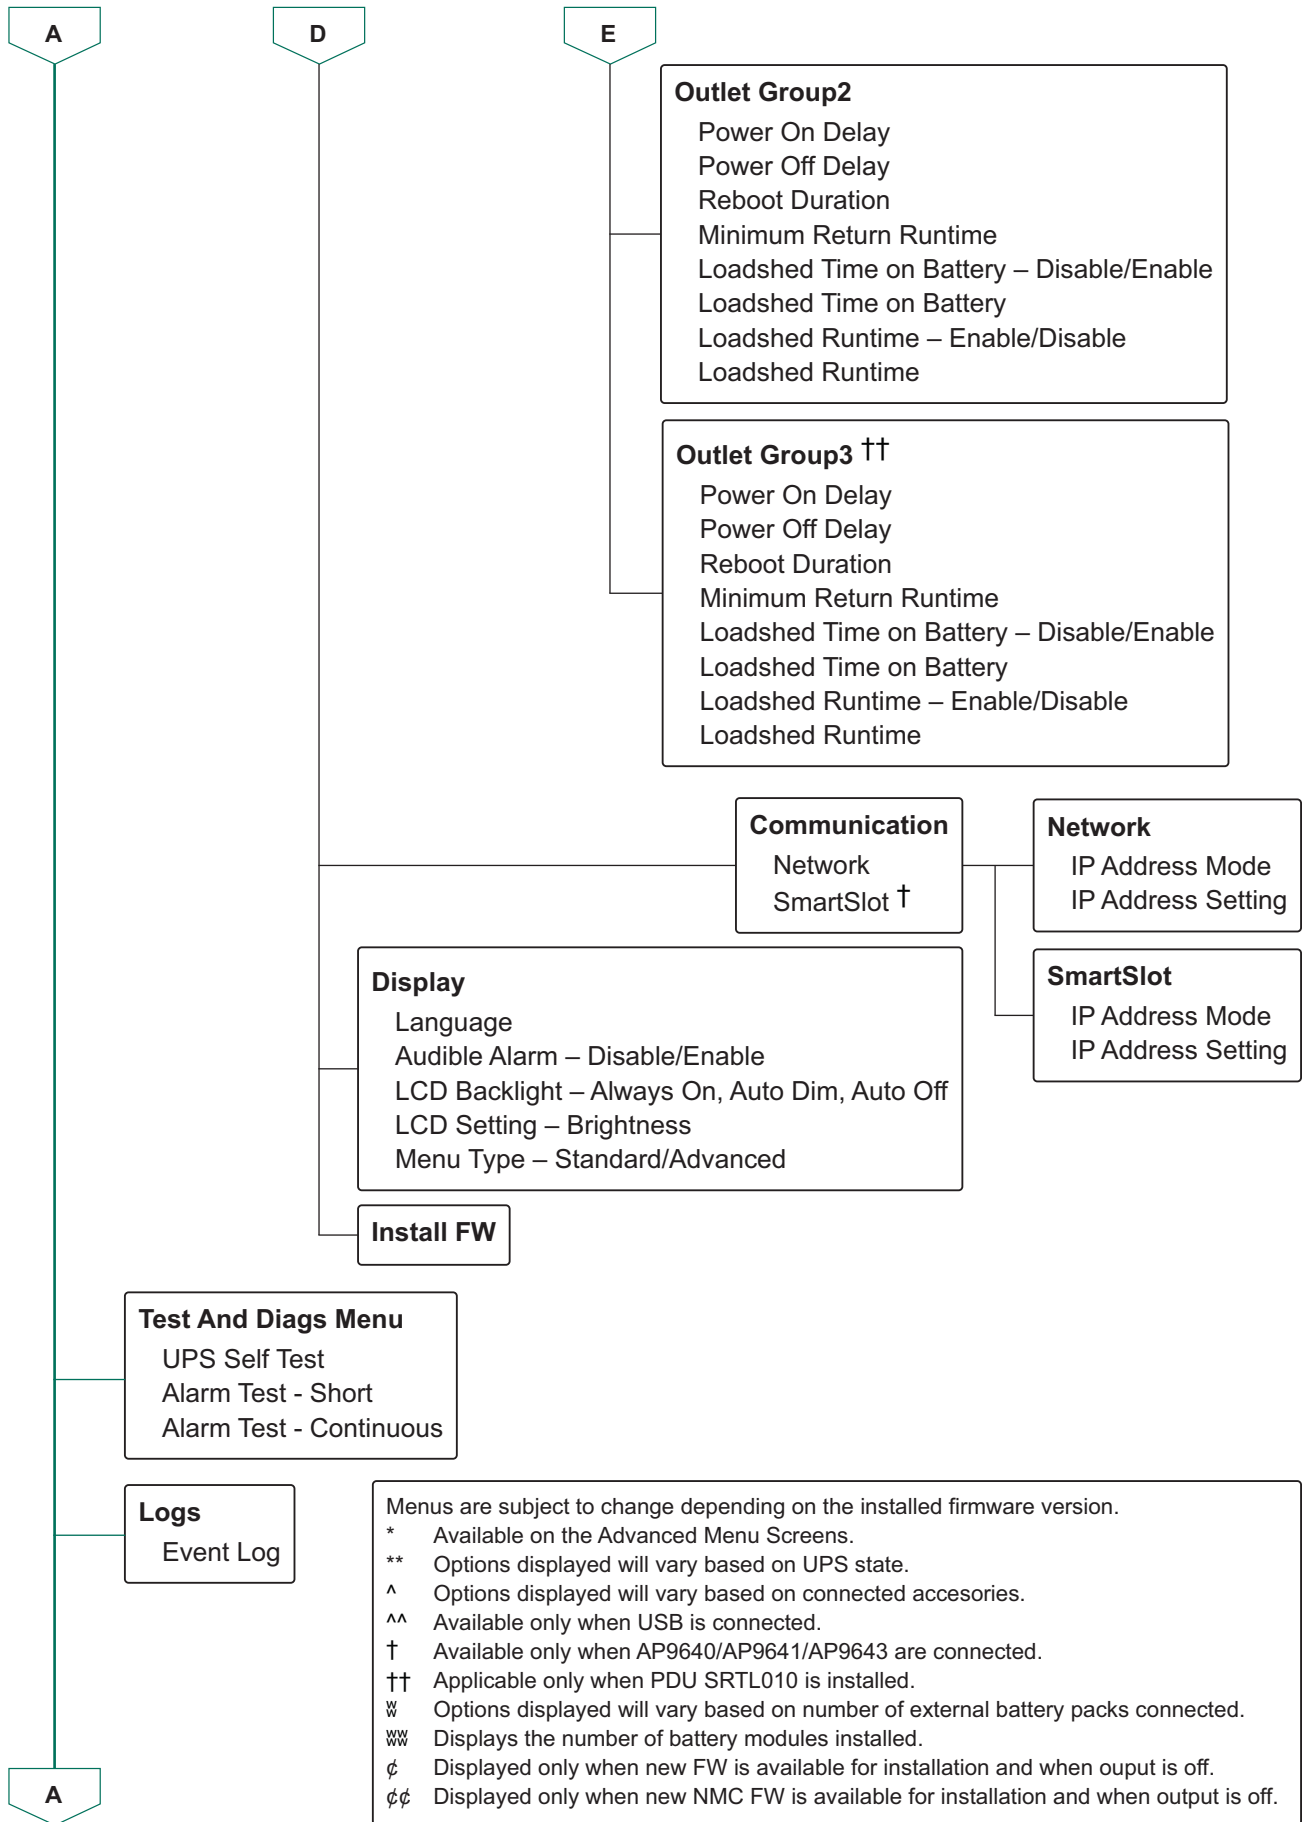 A
D
E
Outlet Group2
Power On Delay
Power Off Delay
Reboot Duration
Minimum Return Runtime
Loadshed Time on Battery – Disable/Enable
Loadshed Time on Battery
Loadshed Runtime – Enable/Disable
Loadshed Runtime
Outlet Group3 ††
Power On Delay
Power Off Delay
Reboot Duration
Minimum Return Runtime
Loadshed Time on Battery – Disable/Enable
Loadshed Time on Battery
Loadshed Runtime – Enable/Disable
Loadshed Runtime
Communication
Network
SmartSlot †
Network
IP Address Mode
IP Address Setting
SmartSlot
IP Address Mode
IP Address Setting
Display
Language
Audible Alarm – Disable/Enable
LCD Backlight – Always On, Auto Dim, Auto Off
LCD Setting – Brightness
Menu Type – Standard/Advanced
Install FW
Test And Diags Menu
UPS Self Test
Alarm Test - Short
Alarm Test - Continuous
Logs
Event Log
Menus are subject to change depending on the installed firmware version.
* Available on the Advanced Menu Screens.
** Options displayed will vary based on UPS state.
^ Options displayed will vary based on connected accesories.
^^ Available only when USB is connected.
† Available only when AP9640/AP9641/AP9643 are connected.
†† Applicable only when PDU SRTL010 is installed.
Options displayed will vary based on number of external battery packs connected.
Displays the number of battery modules installed.
¢ Displayed only when new FW is available for installation and when ouput is off.
¢¢ Displayed only when new NMC FW is available for installation and when output is off.
A